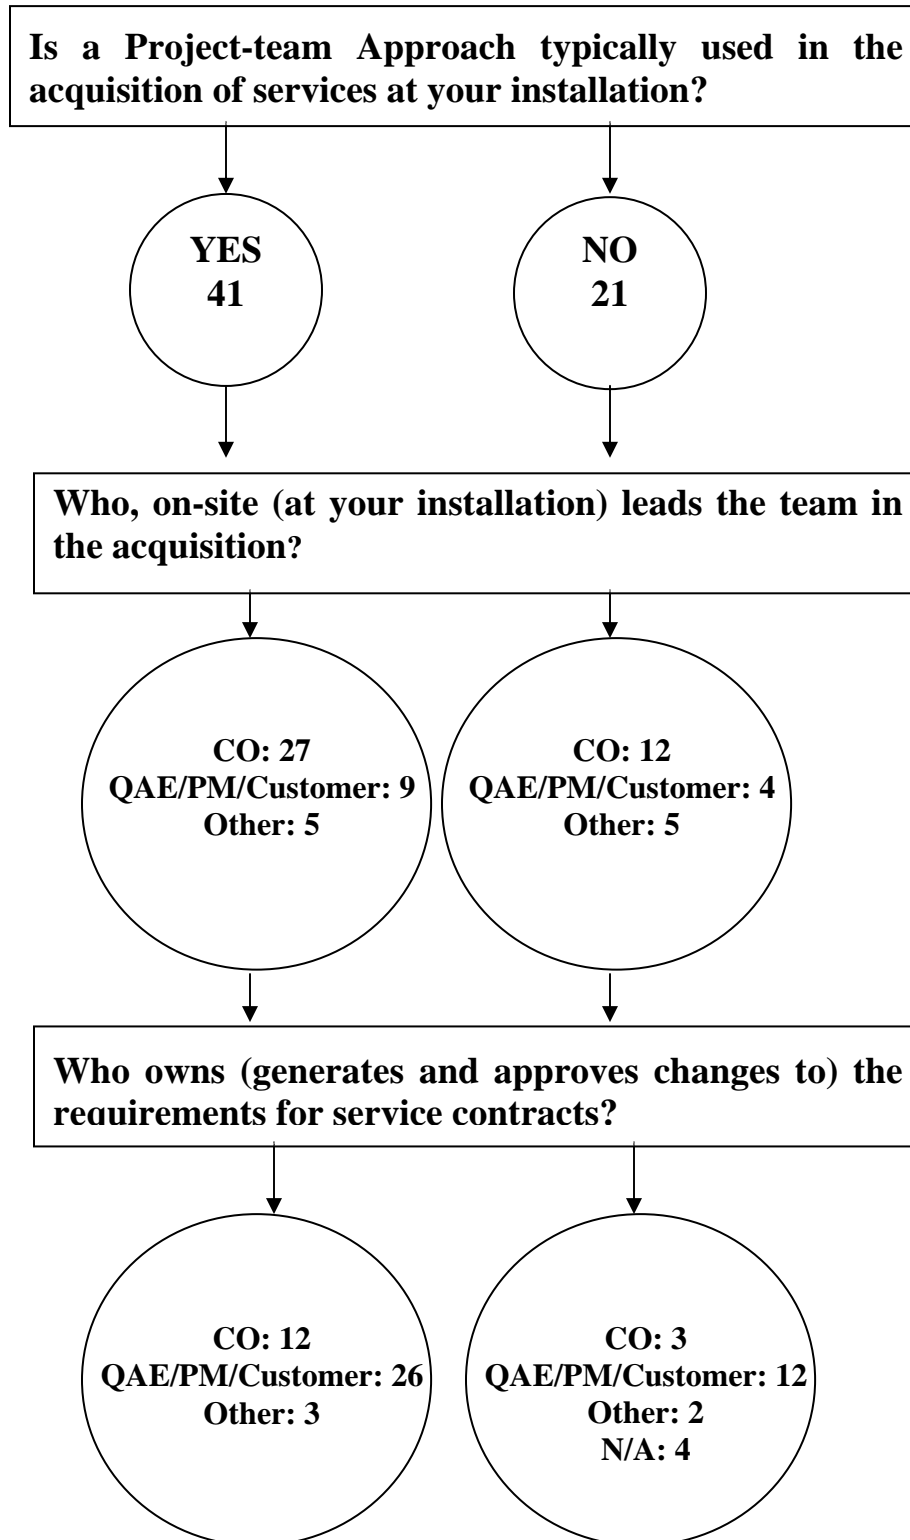 Is a Project-team Approach typically used in the
acquisition of services at your installation?
YES
41
NO
21
Who, on-site (at your installation) leads the team in
the acquisition?
CO: 27
QAE/PM/Customer: 9
Other: 5
CO: 12
QAE/PM/Customer: 4
Other: 5
Who owns (generates and approves changes to) the
requirements for service contracts?
CO: 12
QAE/PM/Customer: 26
Other: 3
CO: 3
QAE/PM/Customer: 12
Other: 2
N/A: 4